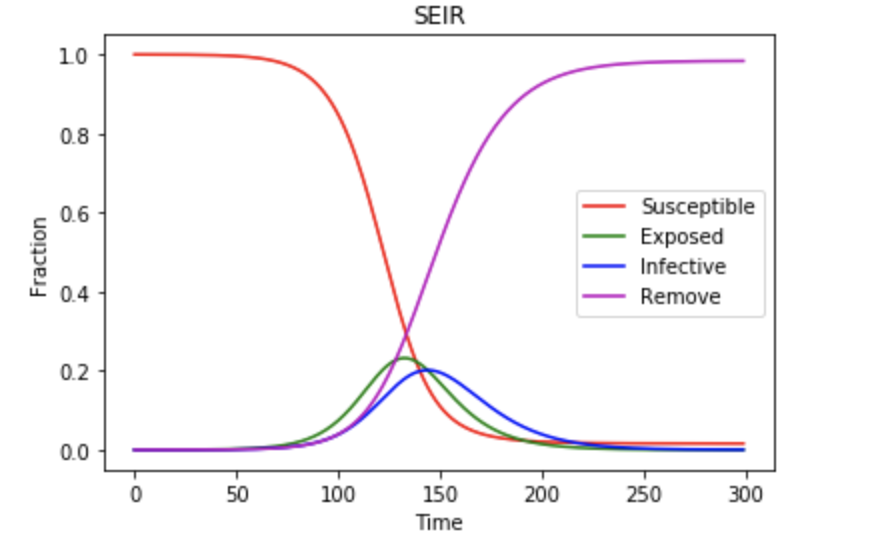 SEIR
1.0
0.8
0.6
0.4
0.2
0.0
Fraction
Susceptible
Exposed
Infective
Remove
0 50 100 150 200 250 300
Time